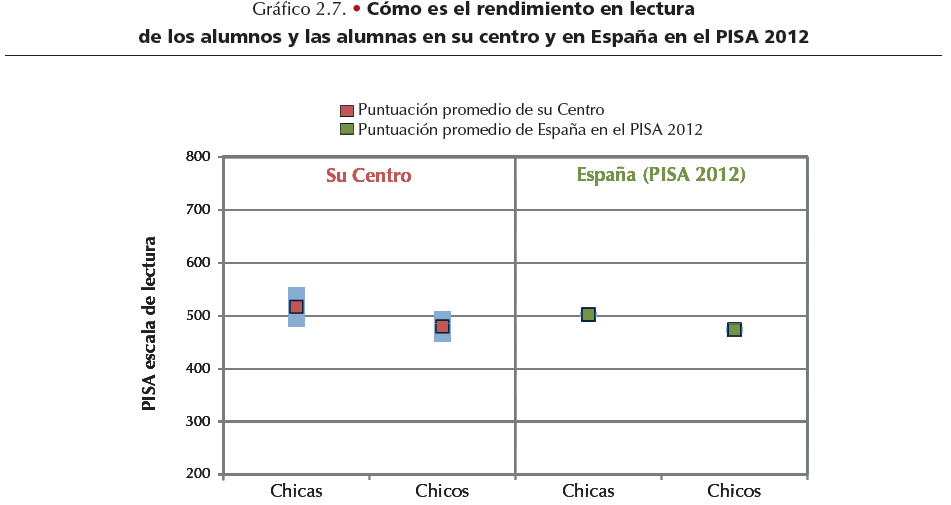 Gráfico 2.7. • Cómo es el rendimiento en lectura
de los alumnos y las alumnas en su centro y en España en el PISA 2012
Puntuación promedio de su Centro
Puntuación promedio de España en el PISA 2012
800
Su Centro
España (PISA 2012)
700
600
500
400
300
200
PISA escala de lectura
Chicas
Chicos
Chicas
Chicos